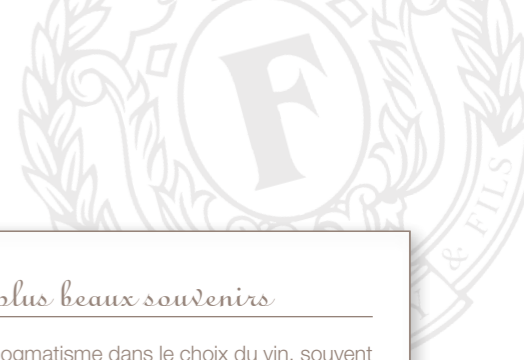 F
Y & FILS
plus beaux souvenirs
ogmatisme dans le choix du vin, souvent